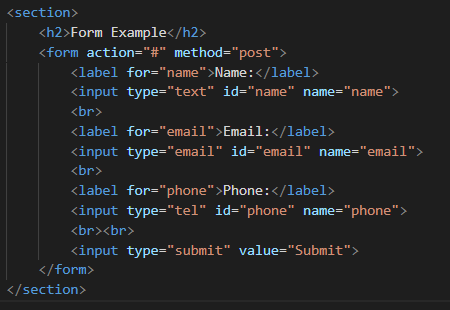 <section>
    <h2>Form Example</h2>
    <form action="#" method="post">
        <label for="name">Name:</label>
        <input type="text" id="name" name="name">
        <br>
        <label for="email">Email:</label>
        <input type="email" id="email" name="email">
        <br>
        <label for="phone">Phone:</label>
        <input type="tel" id="phone" name="phone">
        <br><br>
        <input type="submit" value="Submit">
    </form>
</section>